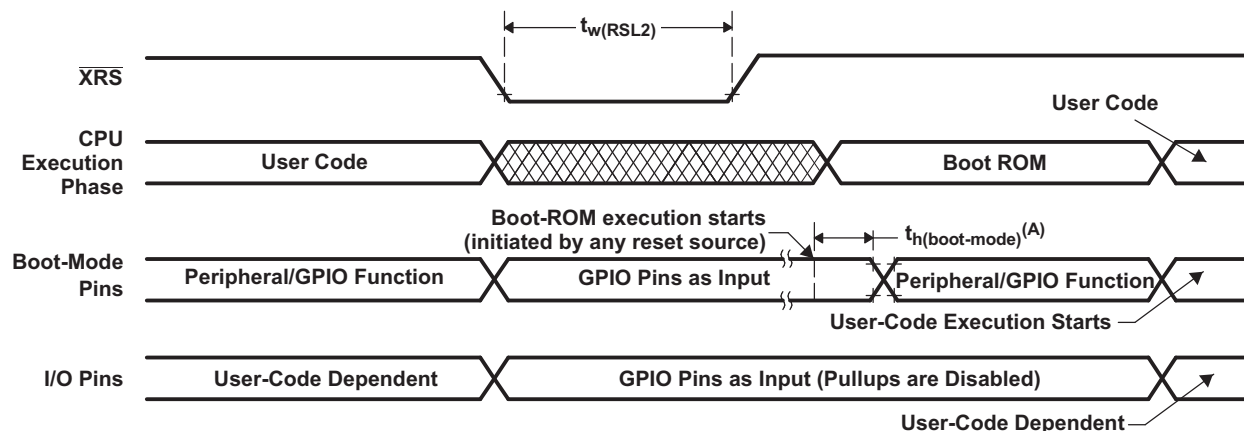 tw(RSL2)
XRS
User Code
CPU
Execution
Phase
User Code
Boot ROM
Boot-ROM execution starts
(initiated by any reset source)
th(boot-mode)(A)
Boot-Mode
Pins
Peripheral/GPIO Function
GPIO Pins as Input
Peripheral/GPIO Function
User-Code Execution Starts
I/O Pins
User-Code Dependent
GPIO Pins as Input (Pullups are Disabled)
User-Code Dependent